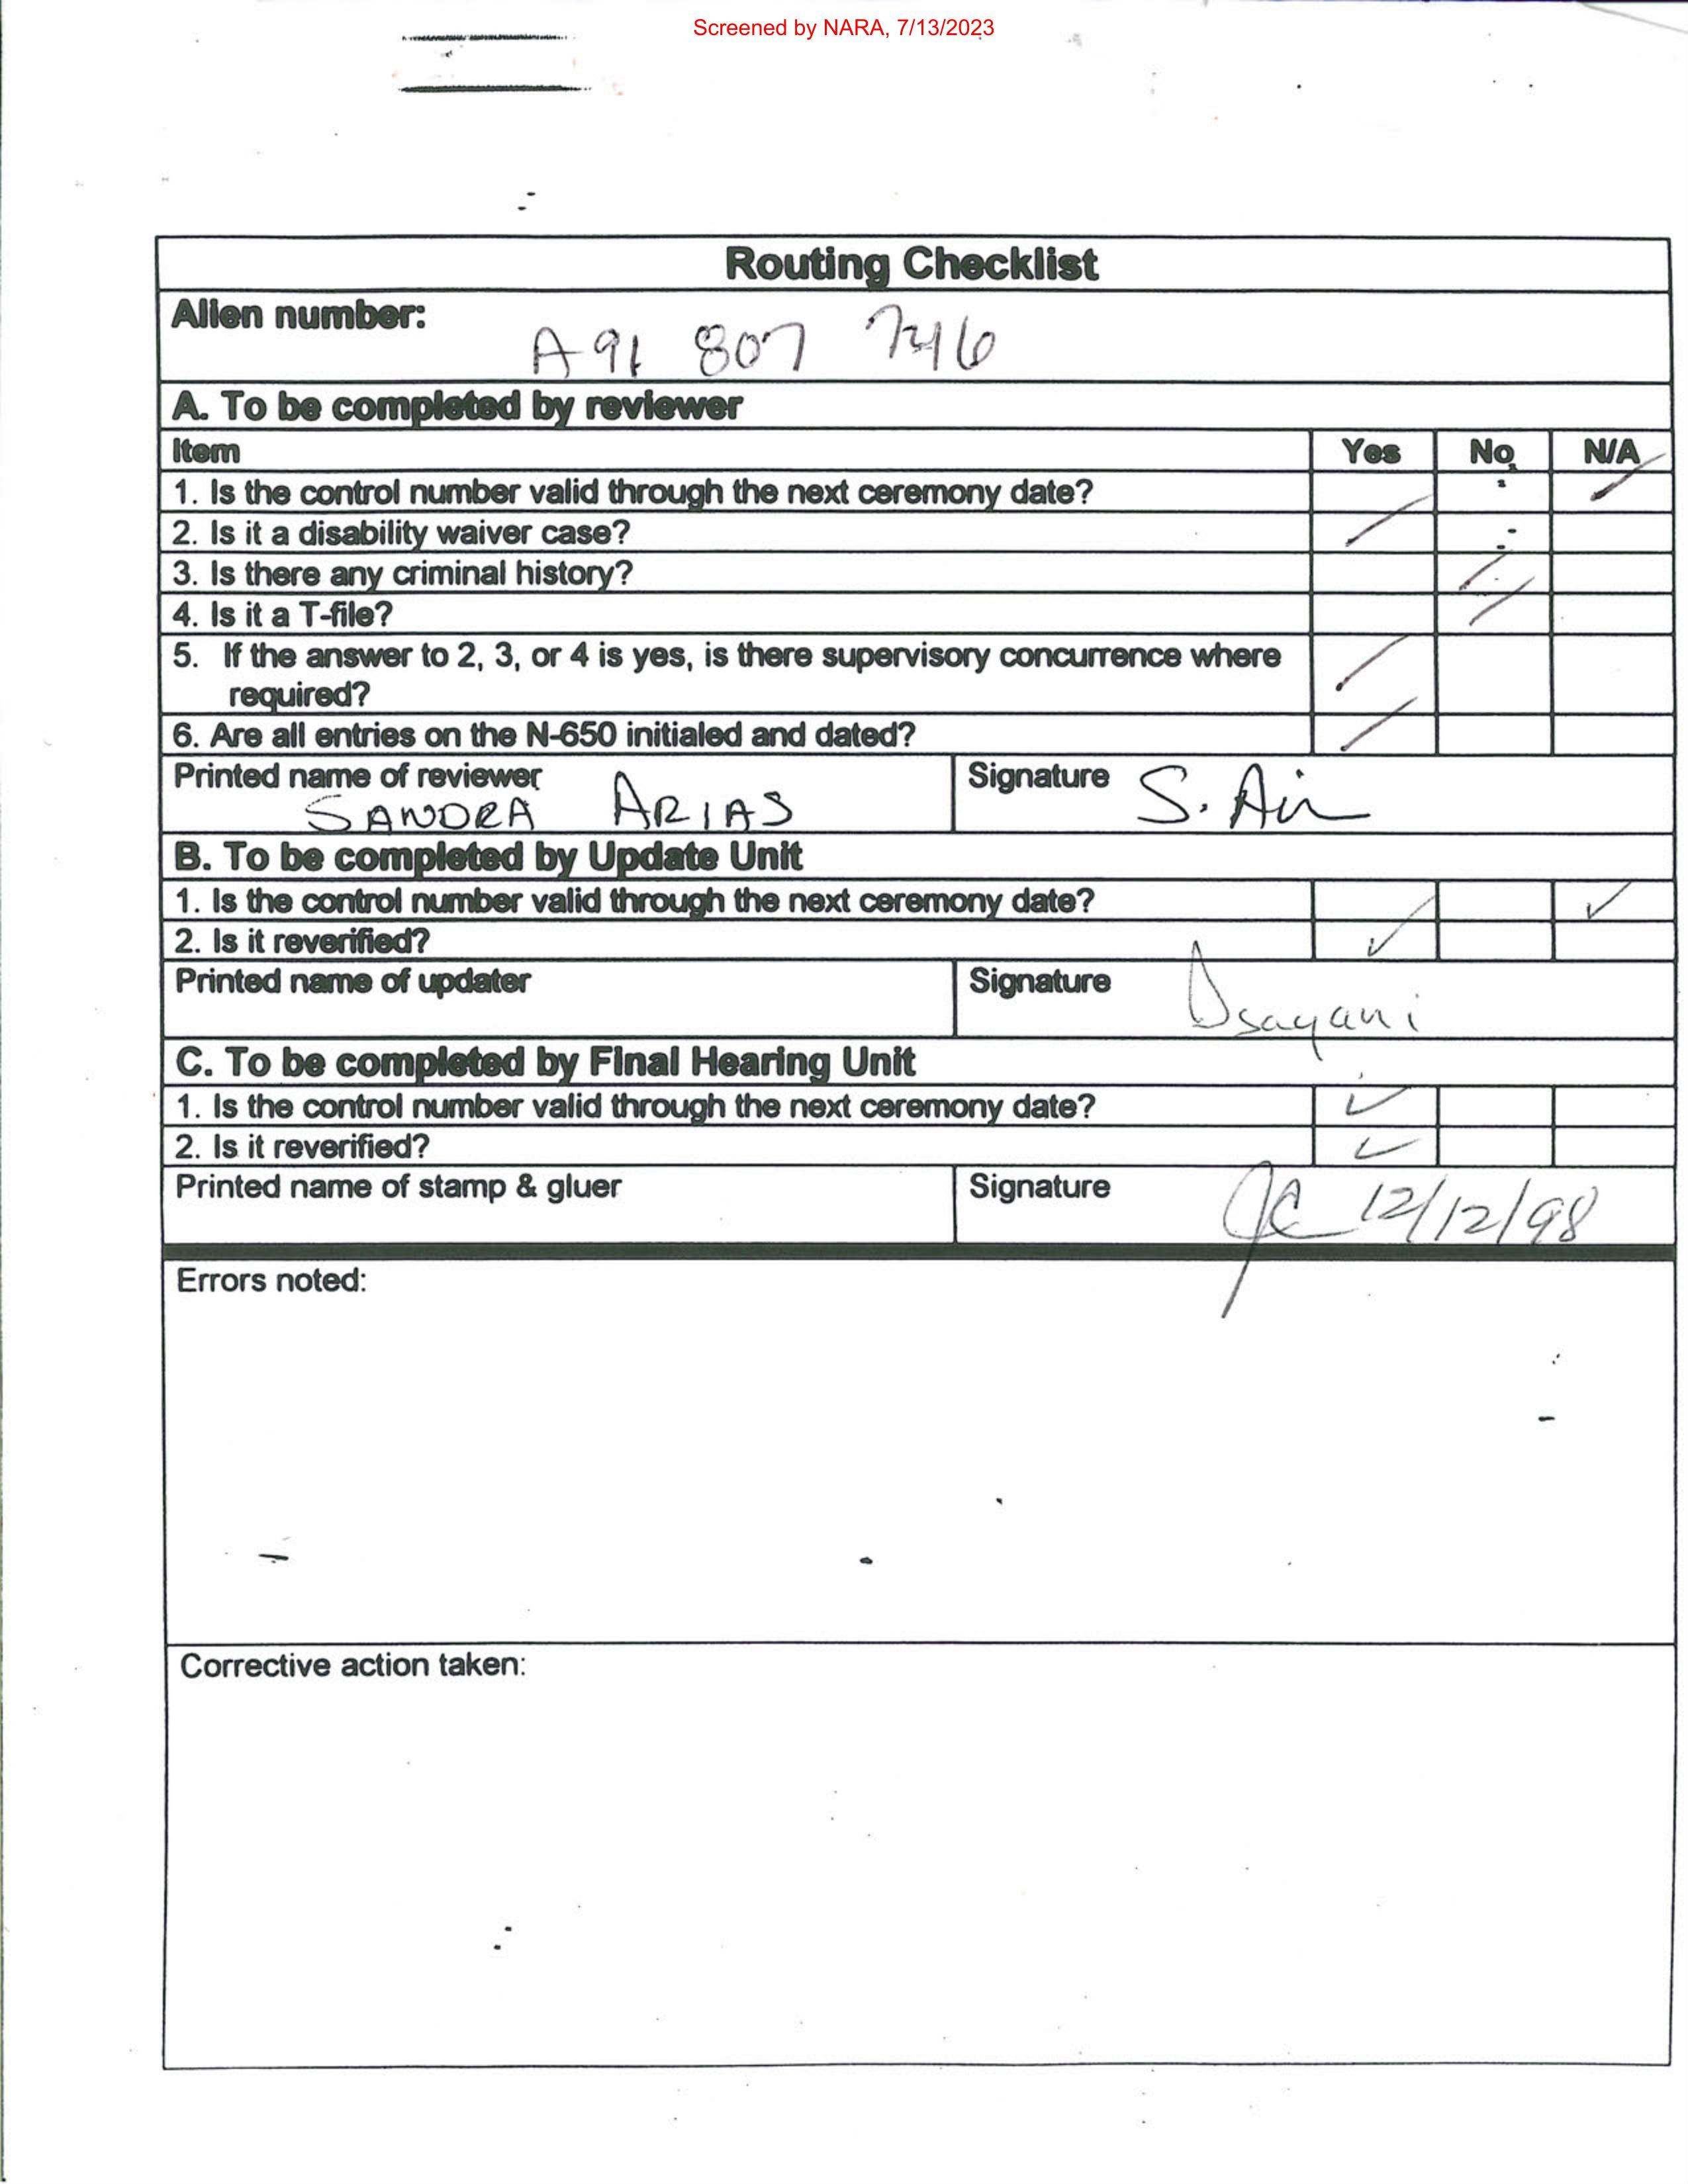 Screened by NARA, 7/13/2023
Routing Checklist
Alien number:
A91 807 746
A. To be completed by reviewer
Item Yes No N/A
1. Is the control number valid through the next ceremony date? ✓
2. Is it a disability waiver case?
3. Is there any criminal history?
4. Is it a T-file?
5. If the answer to 2, 3, or 4 is yes, is there supervisory concurrence where
required?
6. Are all entries on the N-650 initialed and dated?
Printed name of reviewer Signature
SANDRA ARIAS S.
B. To be completed by Update Unit
1. Is the control number valid through the next ceremony date? ✓
2. Is it reverified? ✓
Printed name of updater Signature
C. To be completed by Final Hearing Unit
1. Is the control number valid through the next ceremony date? ✓
2. Is it reverified? ✓
Printed name of stamp & gluer Signature
12/12/98
Errors noted:
Corrective action taken: